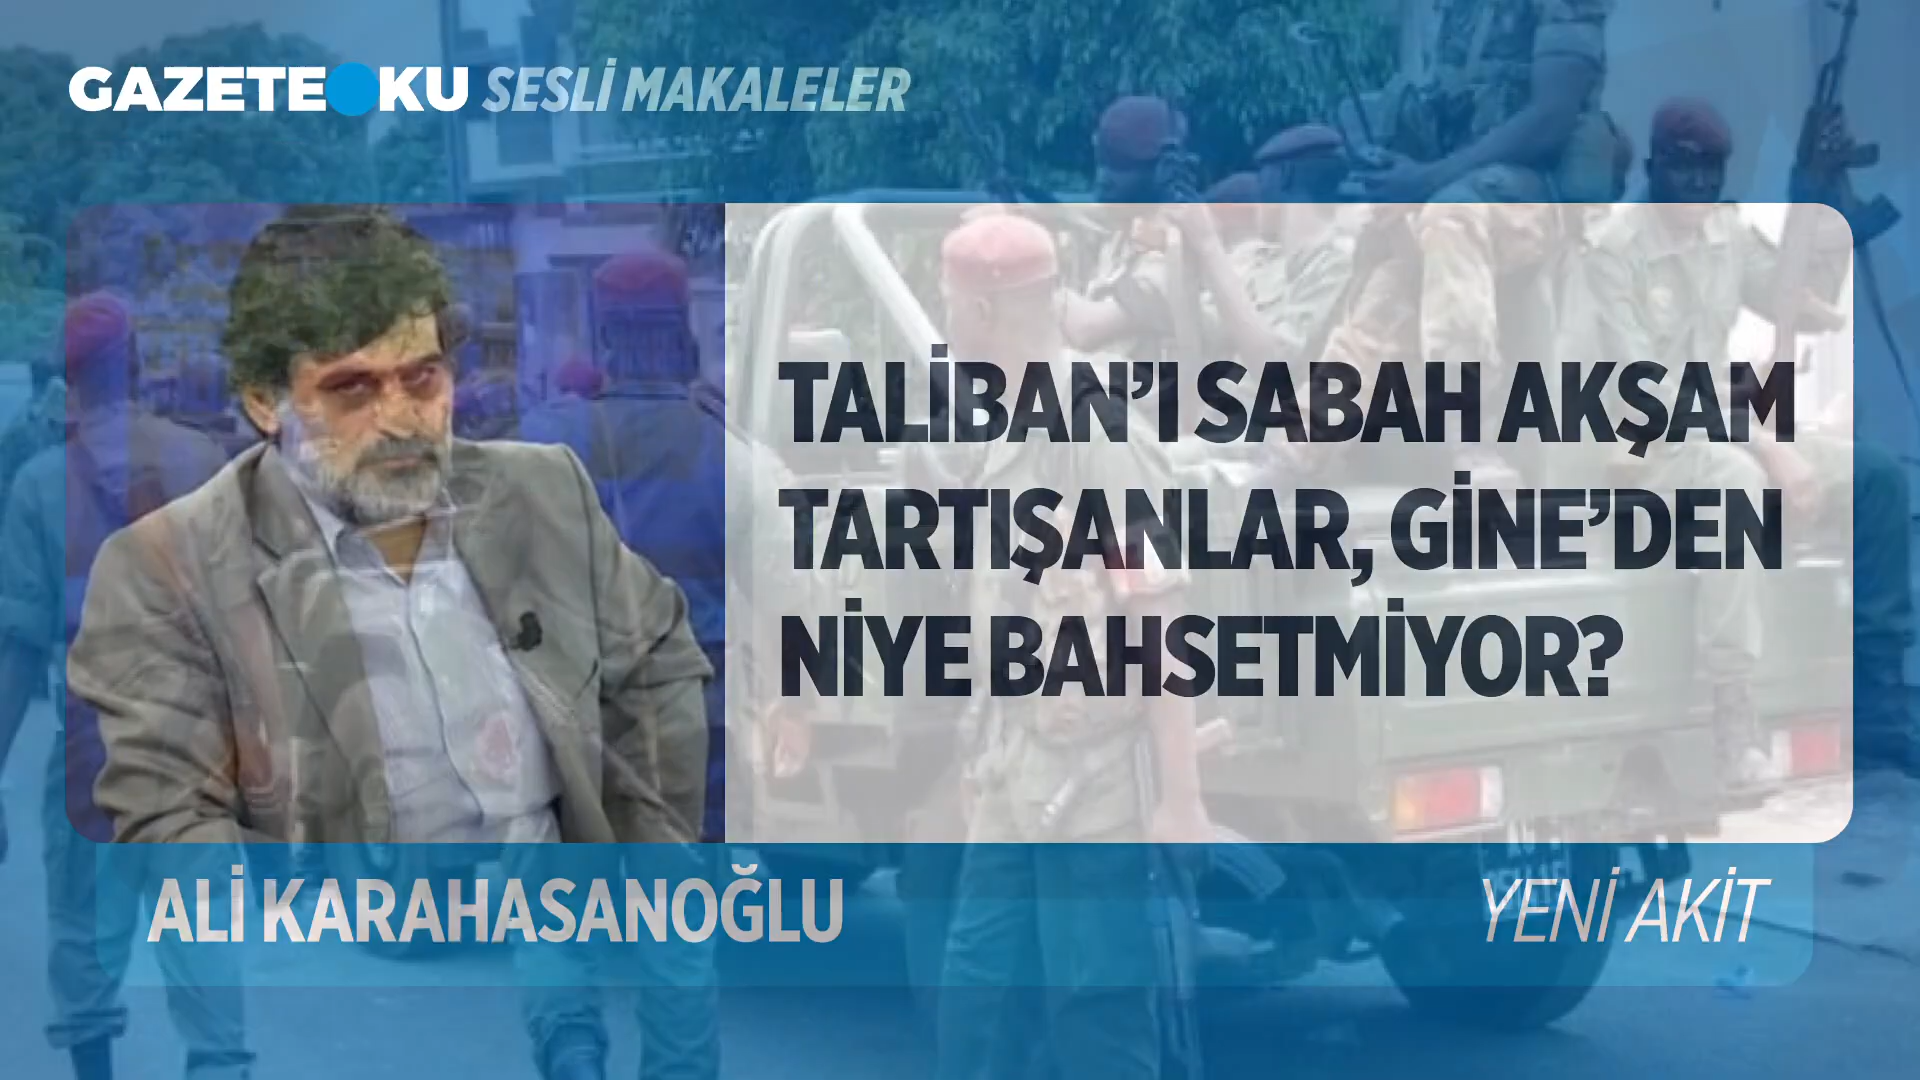 GAZETE OKU SESLİ MAKALELER
TALİBAN'I SABAH AKŞAM
TARTIŞANLAR, GİNE'DEN
NİYE BAHSETMİYOR?
ALİ KARAHASANOĞLU
YENİ AKİT